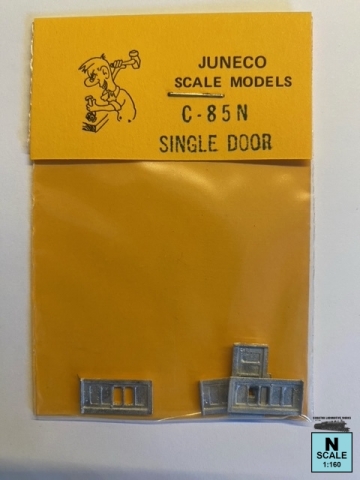 JUNECO
SCALE MODELS
C-85N
SINGLE DOOR
N
SCALE
1:160